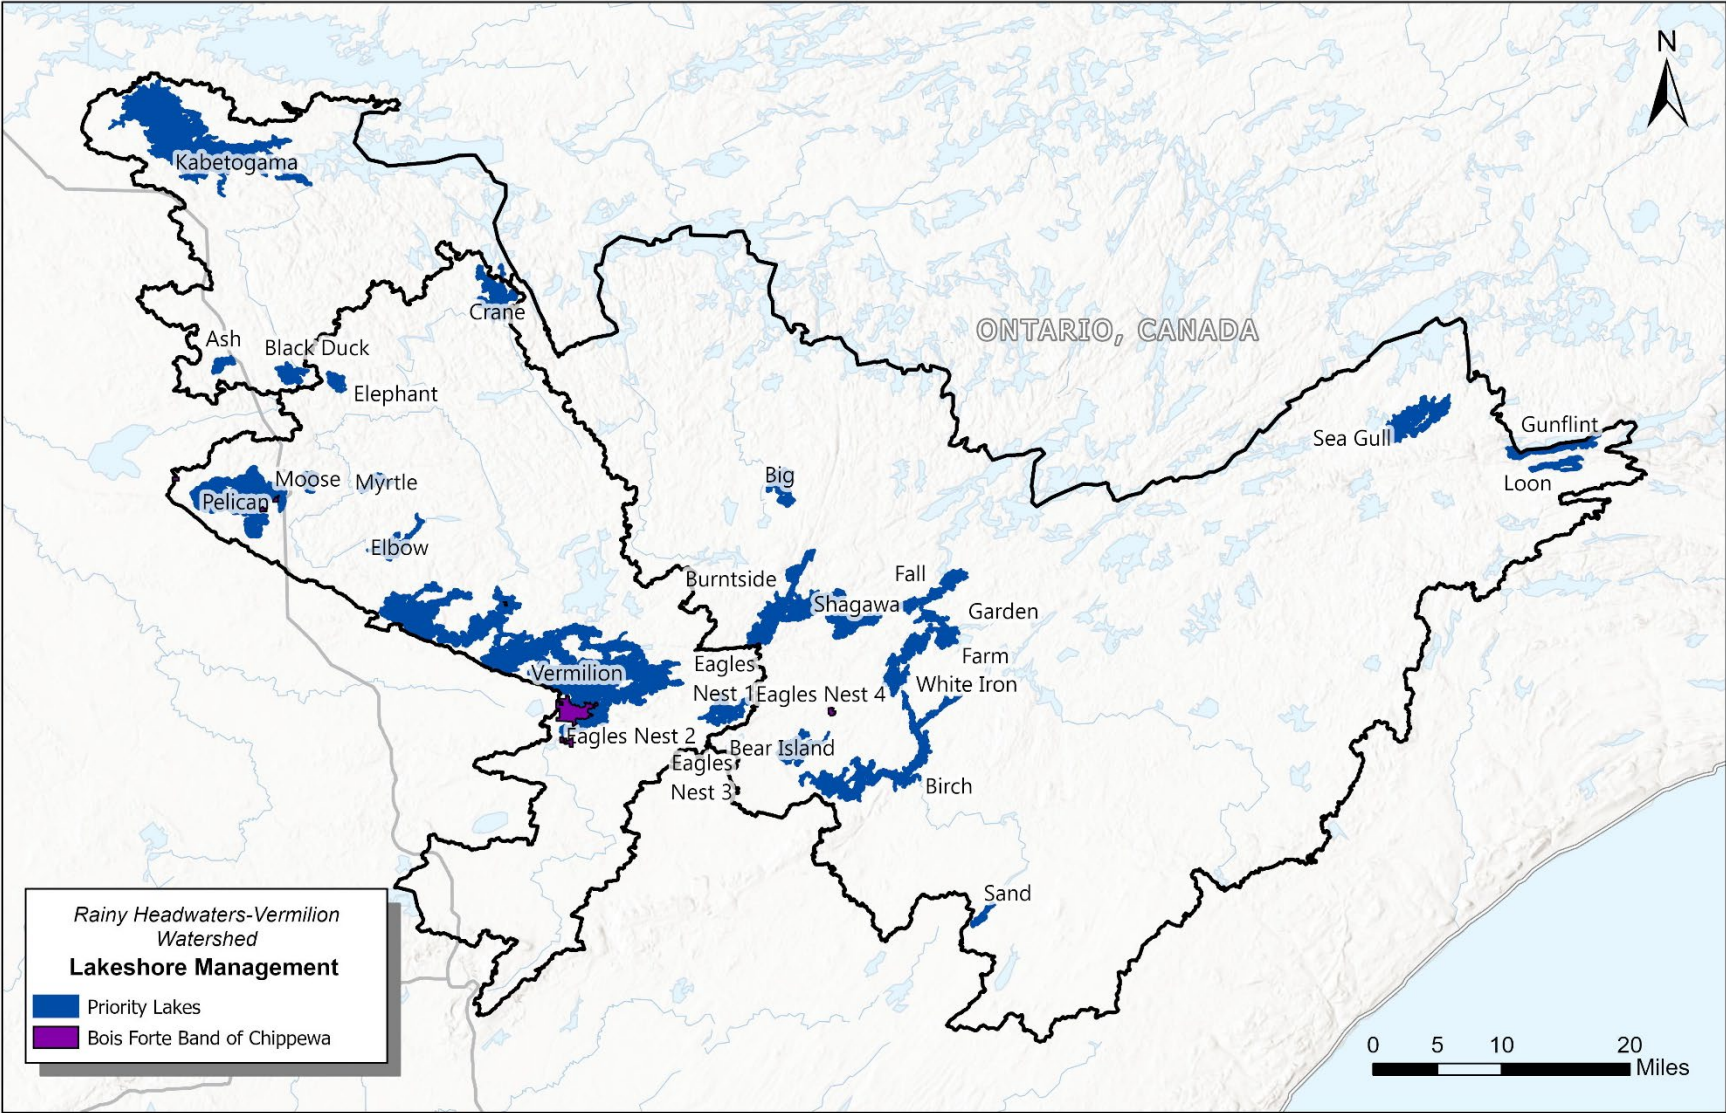 N
Kabetogama
Crane
ONTARIO, CANADA
Ash
Black Duck
Elephant
Sea Gull
Gunflint
Loon
Moose
Myrtle
Pelican
Big
Elbow
Burntside
Fall
Shagawa
Garden
Farm
Vermilion
Eagles
Nest 1
Eagles Nest 4
White Iron
Eagles Nest 2
Bear Island
Eagles
Nest 3
Birch
Sand
Rainy Headwaters-Vermilion
Watershed
Lakeshore Management
Priority Lakes
Bois Forte Band of Chippewa
0 5 10 20
Miles